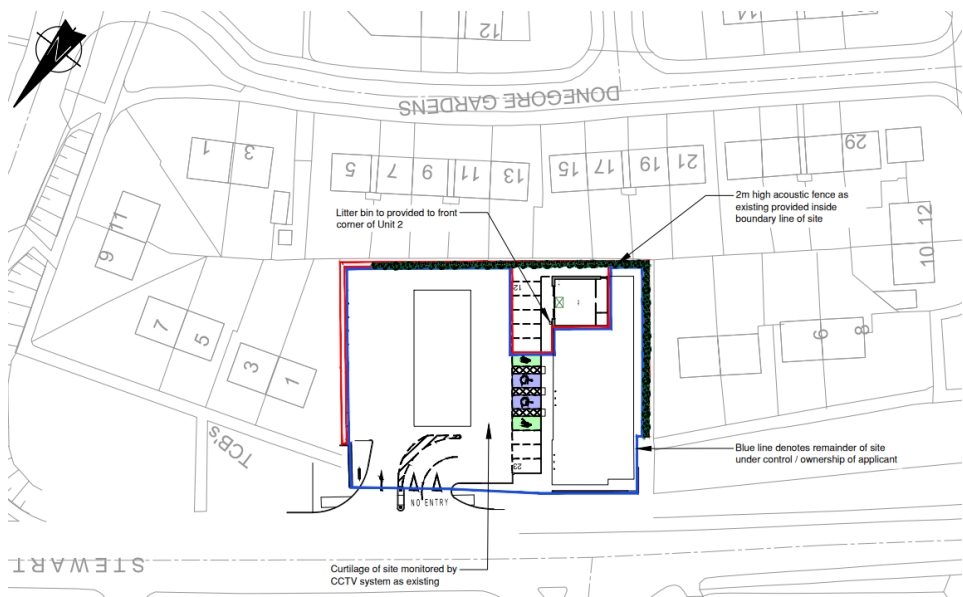 14
12
DONEGORE GARDENS
1
3
5
7
9
11
13
15
17
19
21
29
2m high acoustic fence as
existing provided inside
boundary line of site
Litter bin to provided to front
corner of Unit 2
11
9
12
10
12
7
5
3
1
6
8
TCB's
23
NO ENTRY
Blue line denotes remainder of site
under control / ownership of applicant
STEWART
Curtilage of site monitored by
CCTV system as existing